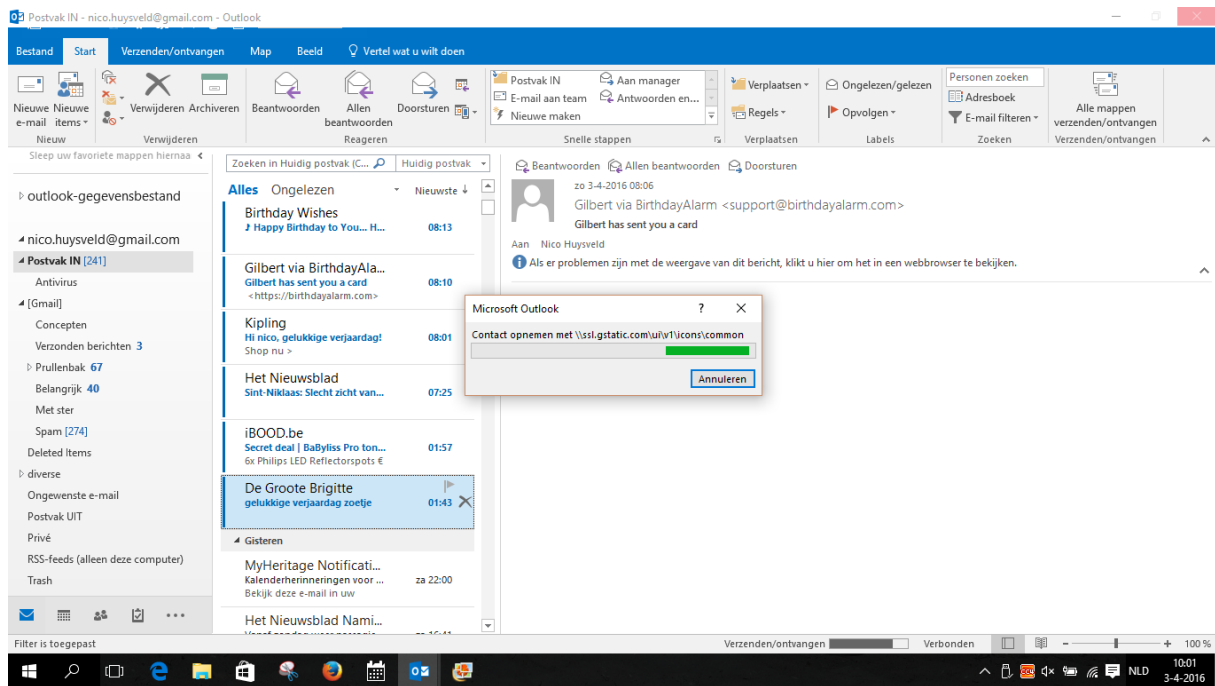 Postvak IN - nico.huysveld@gmail.com - Outlook
Bestand Start Verzenden/ontvangen Map Beeld Vertel wat u wilt doen
Nieuwe e-mail
Nieuwe items
Nieuw
Verwijderen Archiveren
Verwijderen
Beantwoorden
Allen beantwoorden
Doorsturen
Reageren
Postvak IN
E-mail aan team
Nieuwe maken
Aan manager
Antwoorden en...
Snelle stappen
Verplaatsen
Regels
Verplaatsen
Ongelezen/gelezen
Opvolgen
Labels
Personen zoeken
Adresboek
E-mail filteren
Zoeken
Alle mappen
verzenden/ontvangen
Verzenden/ontvangen
Sleep uw favoriete mappen hiernaa
outlook-gegevensbestand
nico.huysveld@gmail.com
Postvak IN [241]
Antivirus
[Gmail]
Concepten
Verzonden berichten 3
Prullenbak 67
Belangrijk 40
Met ster
Spam [274]
Deleted Items
diverse
Ongewenste e-mail
Postvak UIT
Privé
RSS-feeds (alleen deze computer)
Trash
Zoeken in Huidig postvak (C... Huidig postvak
Alles Ongelezen Nieuwste ↓
Birthday Wishes
♪ Happy Birthday to You... H... 08:13
Gilbert via BirthdayAla...
Gilbert has sent you a card 08:10
<https://birthdayalarm.com>
Kipling
Hi nico, gelukkige verjaardag! 08:01
Shop nu >
Het Nieuwsblad
Sint-Niklaas: Slecht zicht van... 07:25
iBOOD.be
Secret deal | BaByliss Pro ton... 01:57
6x Philips LED Reflectorspots €
De Groote Brigitte
gelukkige verjaardag zoetje 01:43
Gisteren
MyHeritage Notificati...
Kalenderherinneringen voor ... za 22:00
Bekijk deze e-mail in uw
Het Nieuwsblad Nami...
Beantwoorden Allen beantwoorden Doorsturen
zo 3-4-2016 08:06
Gilbert via BirthdayAlarm <support@birthdayalarm.com>
Gilbert has sent you a card
Aan Nico Huysveld
Als er problemen zijn met de weergave van dit bericht, klikt u hier om het in een webbrowser te bekijken.
Microsoft Outlook ?
Contact opnemen met \\ssl.gstatic.com\ui\v1\icons\common
Annuleren
Filter is toegepast Verzenden/ontvangen Verbonden 100 %
NLD
10:01
3-4-2016